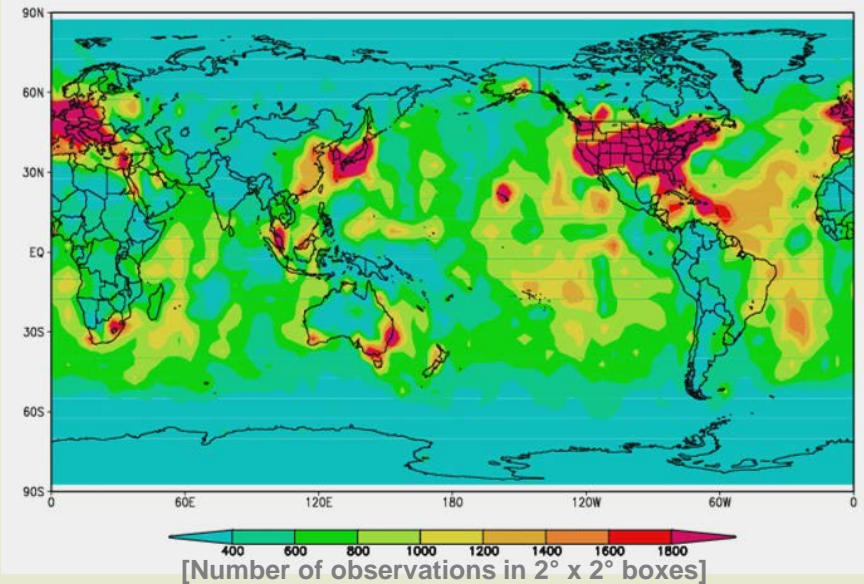 90N
60N
30N
EQ
30S
60S
90S
0 60E 120E 180 120W 60W 0
400 600 800 1000 1200 1400 1600 1800
[Number of observations in 2° x 2° boxes]